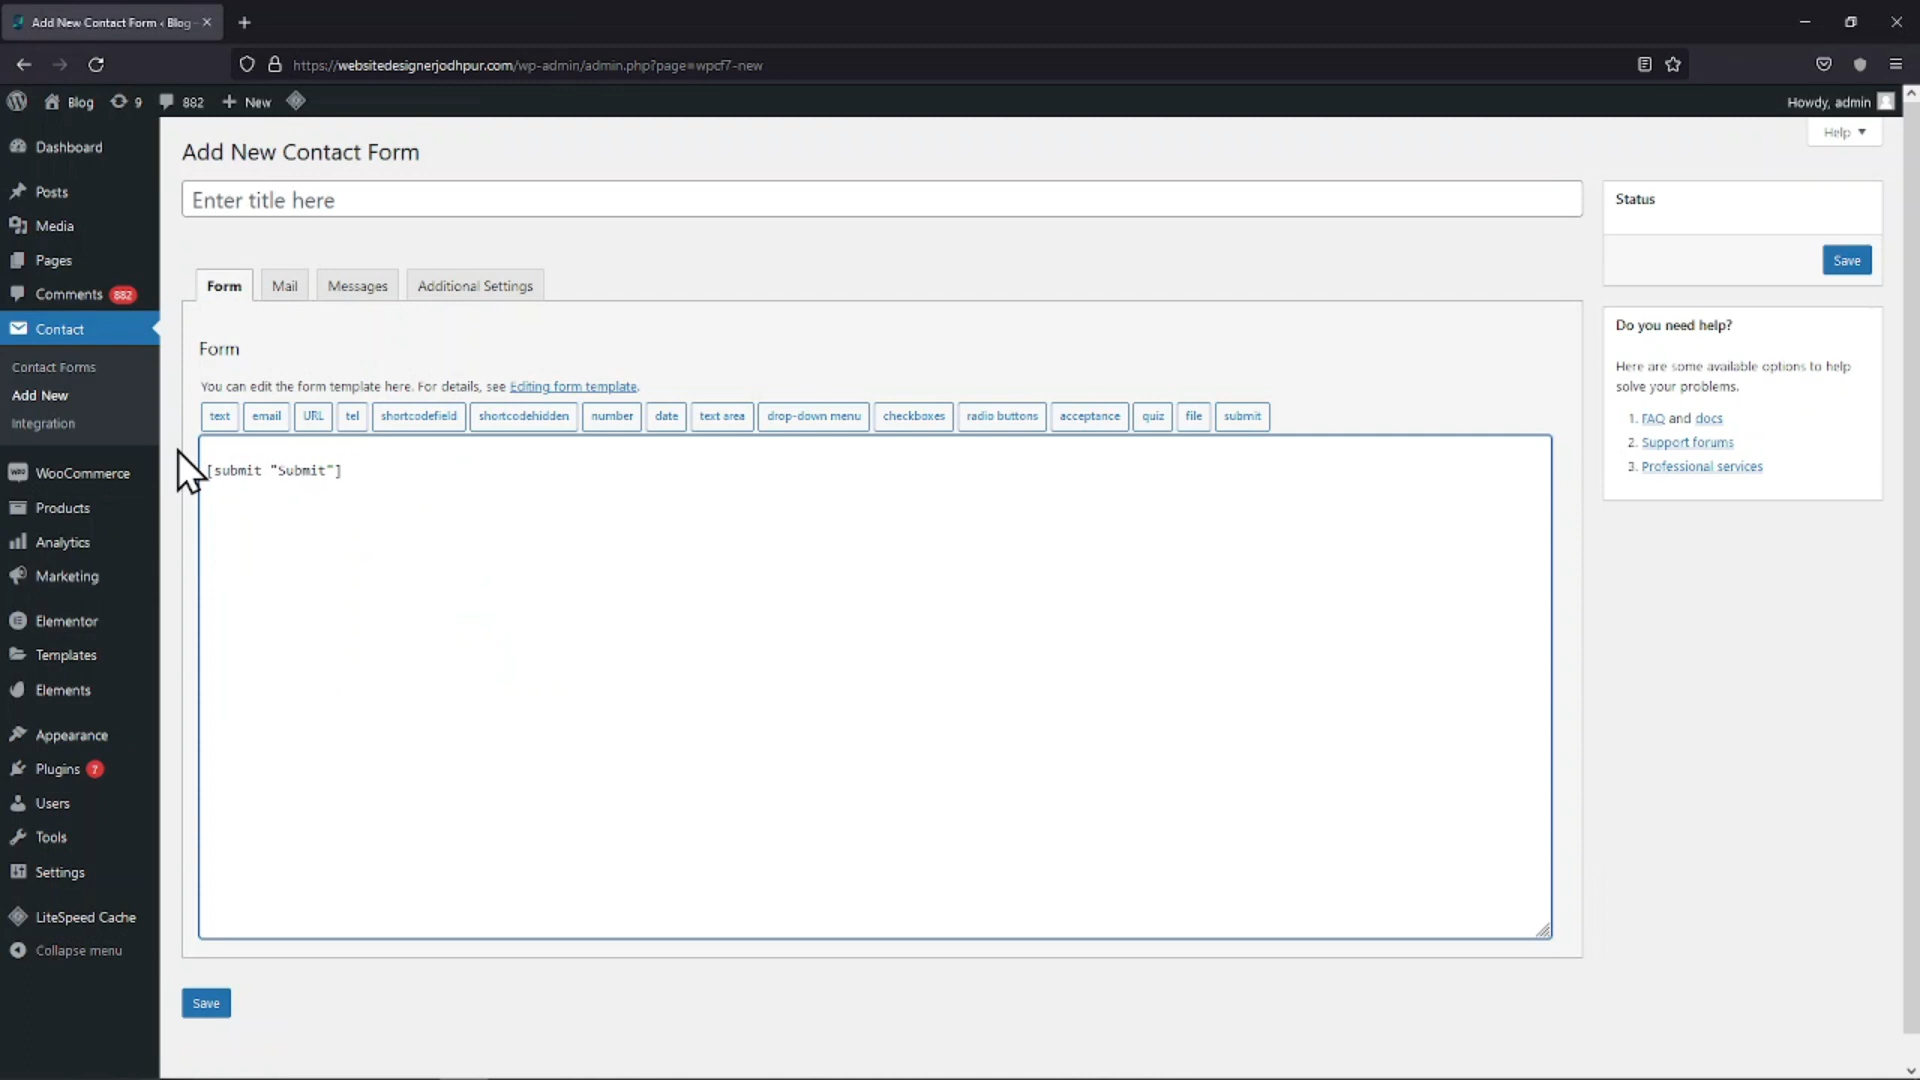 Add New Contact Form ‹ Blog -
https://websitedesignerjodhpur.com/wp-admin/admin.php?page=wpcf7-new
Blog 9 882 New Howdy, admin
Help
Dashboard
Posts
Media
Pages
Comments 882
Contact
Contact Forms
Add New
Integration
WooCommerce
Products
Analytics
Marketing
Elementor
Templates
Elements
Appearance
Plugins 7
Users
Tools
Settings
LiteSpeed Cache
Collapse menu
Add New Contact Form
Enter title here
Form Mail Messages Additional Settings
Form
You can edit the form template here. For details, see Editing form template.
text email URL tel shortcodefield shortcodehidden number date text area drop-down menu checkboxes radio buttons acceptance quiz file submit
[submit "Submit"]
Save
Status
Save
Do you need help?
Here are some available options to help
solve your problems.
1. FAQ and docs
2. Support forums
3. Professional services